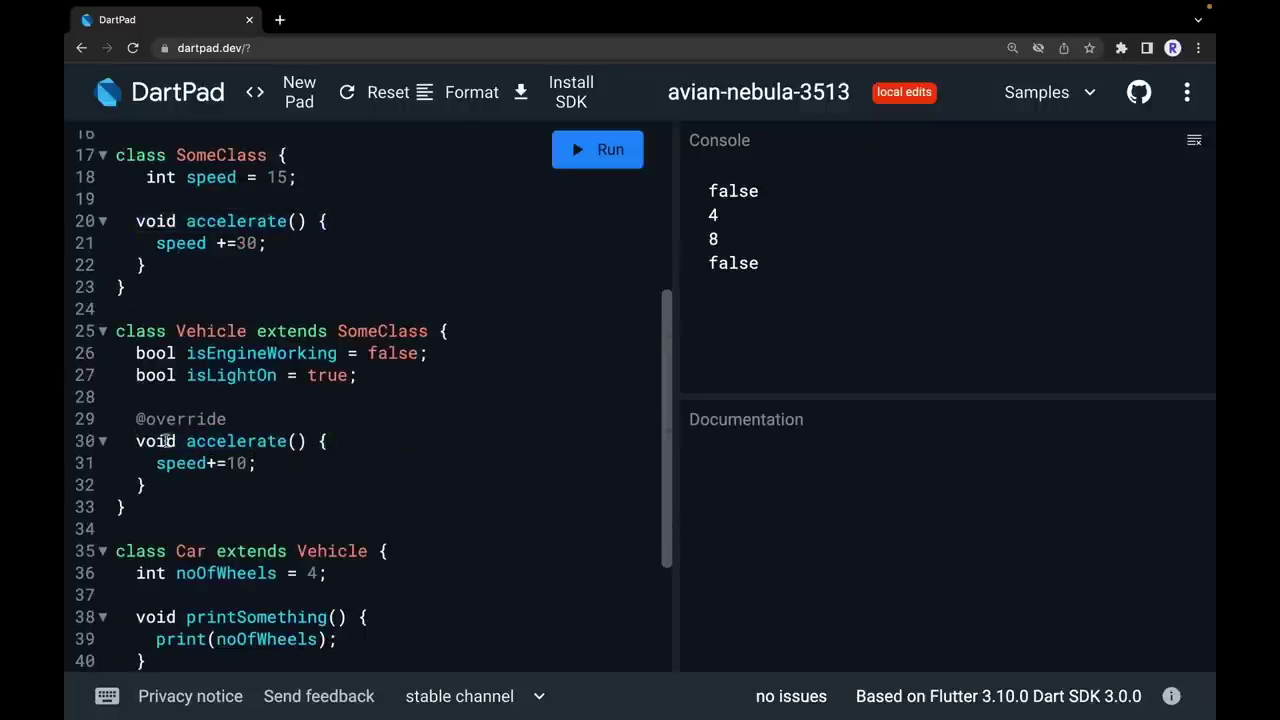 DartPad
dartpad.dev/?
R
DartPad
<>
New Pad
Reset
Format
Install SDK
avian-nebula-3513
local edits
Samples
Run
16
17 class SomeClass {
18 int speed = 15;
19
20 void accelerate() {
21 speed +=30;
22 }
23 }
24
25 class Vehicle extends SomeClass {
26 bool isEngineWorking = false;
27 bool isLightOn = true;
28
29 @override
30 void accelerate() {
31 speed+=10;
32 }
33 }
34
35 class Car extends Vehicle {
36 int noOfWheels = 4;
37
38 void printSomething() {
39 print(noOfWheels);
40 }
Console
false
4
8
false
Documentation
Privacy notice
Send feedback
stable channel
no issues
Based on Flutter 3.10.0 Dart SDK 3.0.0